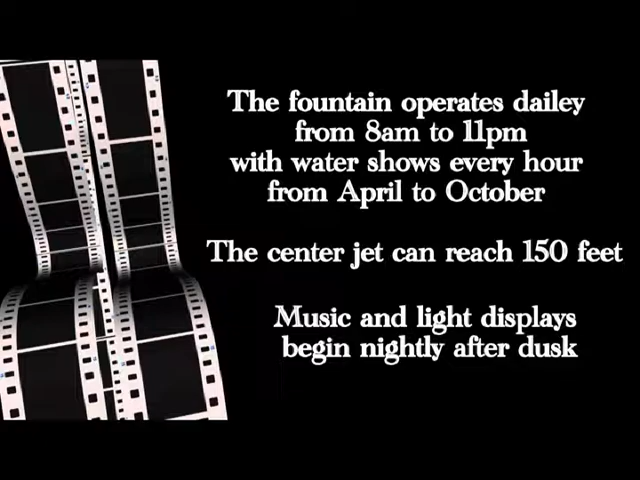 The fountain operates dailey
from 8am to 11pm
with water shows every hour
from April to October
The center jet can reach 150 feet
Music and light displays
begin nightly after dusk